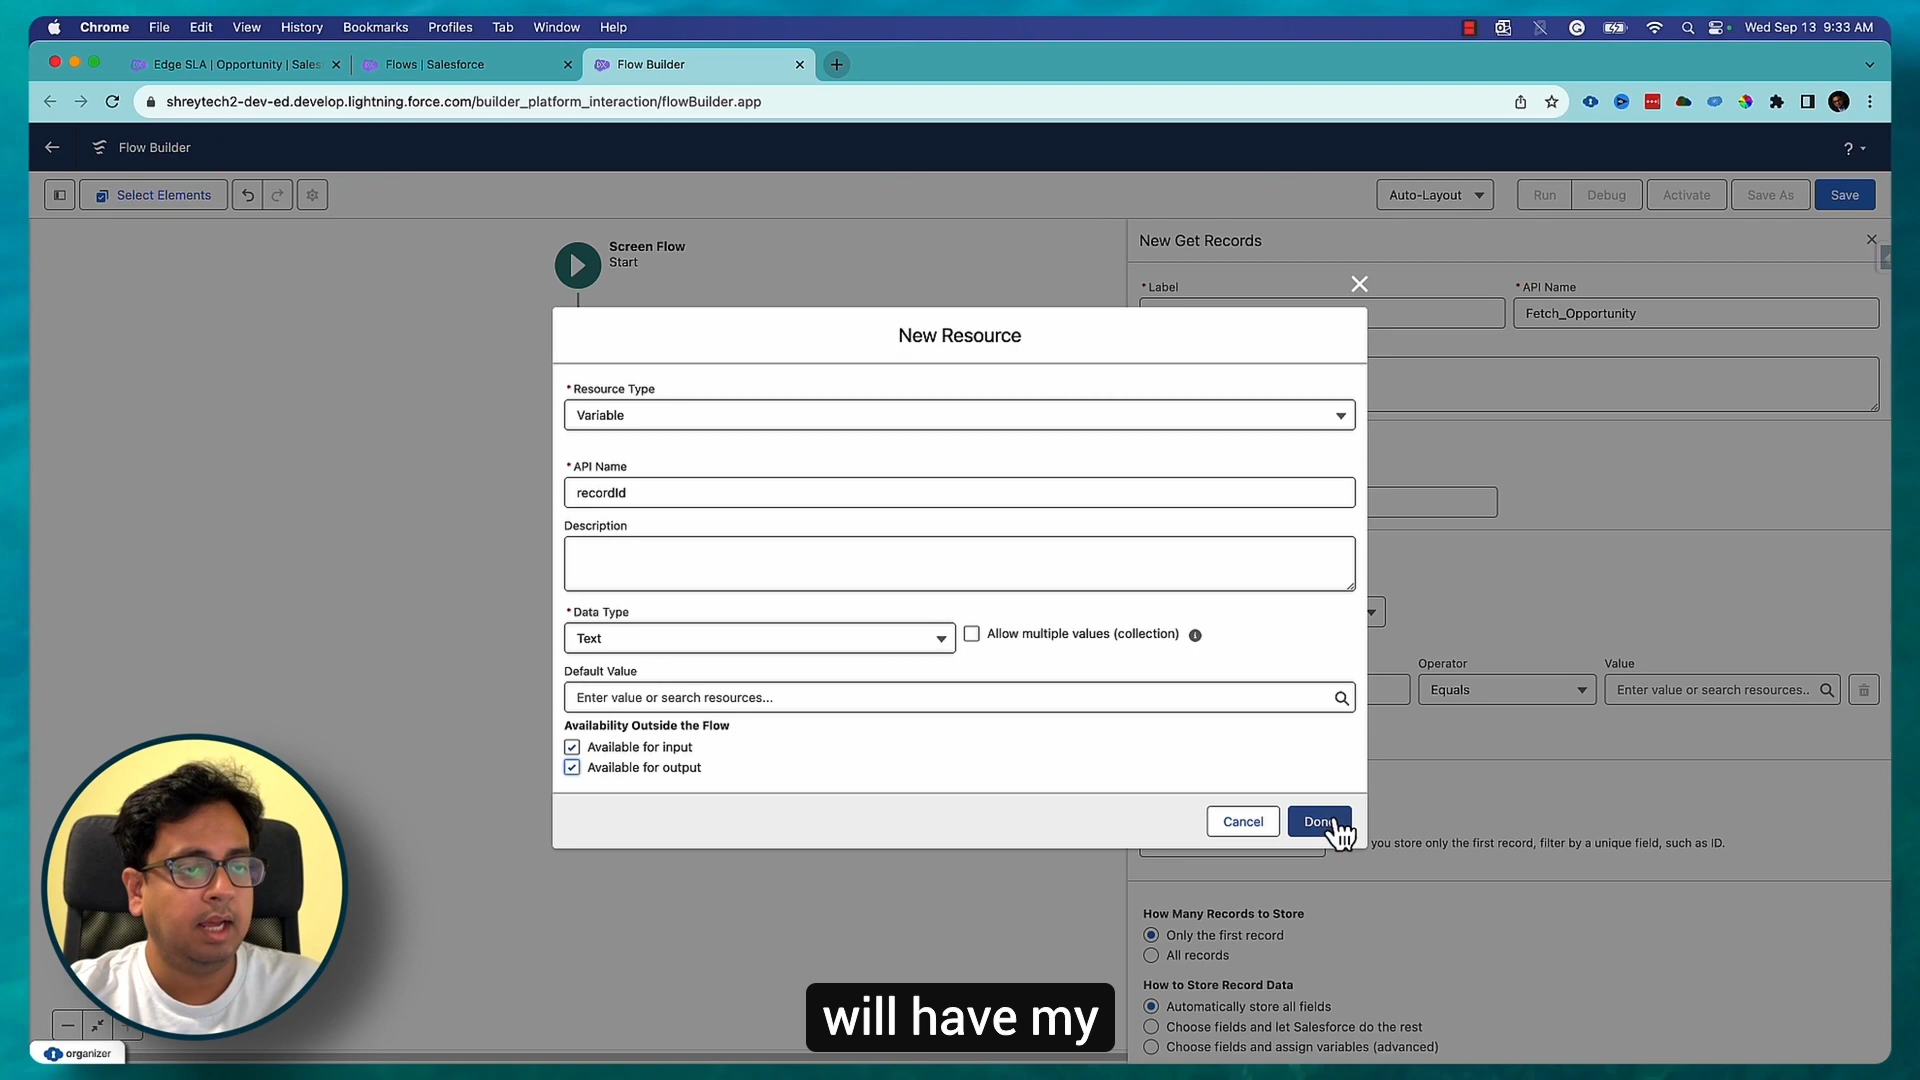 Chrome File Edit View History Bookmarks Profiles Tab Window Help Wed Sep 13 9:33 AM
Edge SLA | Opportunity | Sales Flows | Salesforce Flow Builder
shreytech2-dev-ed.develop.lightning.force.com/builder_platform_interaction/flowBuilder.app
Flow Builder ?
Select Elements Auto-Layout Run Debug Activate Save As Save
Screen Flow
Start
New Get Records
* Label * API Name
Fetch_Opportunity
New Resource
* Resource Type
Variable
* API Name
recordId
Description
* Data Type
Text
Allow multiple values (collection)
Default Value
Enter value or search resources...
Availability Outside the Flow
Available for input
Available for output
Cancel Done
Operator Value
Equals Enter value or search resources..
you store only the first record, filter by a unique field, such as ID.
How Many Records to Store
Only the first record
All records
How to Store Record Data
Automatically store all fields
Choose fields and let Salesforce do the rest
Choose fields and assign variables (advanced)
will have my
organizer